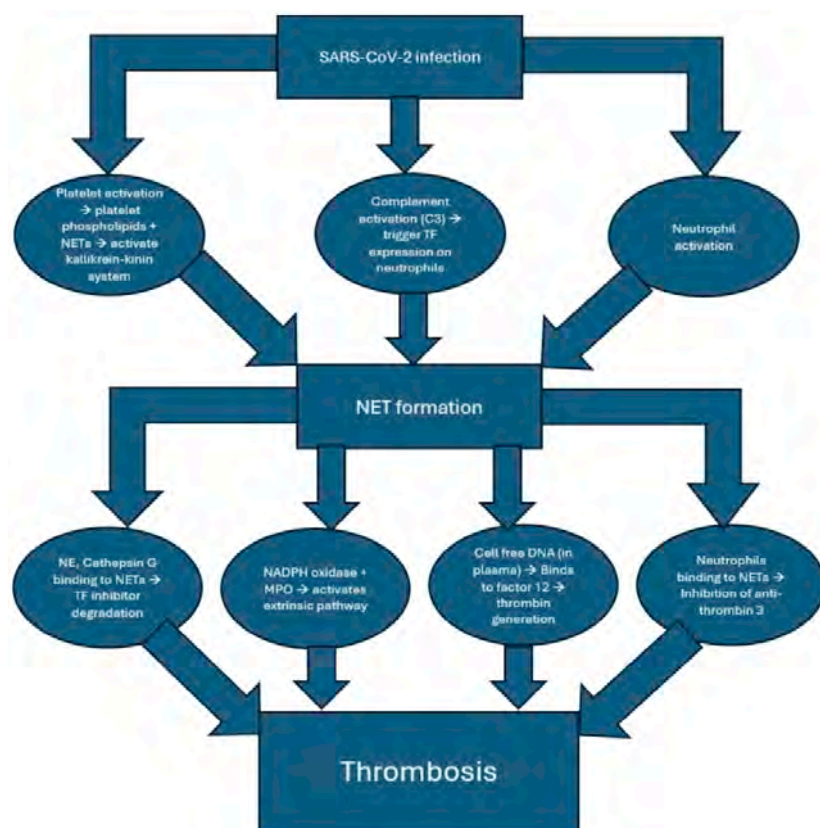 SARS-CoV-2 infection
Platelet
activation
→ platelet
phospholipids +
NETs → activate
kallikrein-kinin
system
Complement
activation (C3) →
trigger TF
expression on
neutrophils
Neutrophil
activation
NET formation
NE, Cathepsin G
binding to NETs →
TF inhibitor
degradation
NADPH oxidase +
MPO → activates
extrinsic pathway
Cell free DNA (in
plasma) → Binds
to factor 12 →
thrombin
generation
Neutrophils
binding to NETs →
Inhibition of anti-
thrombin 3
Thrombosis